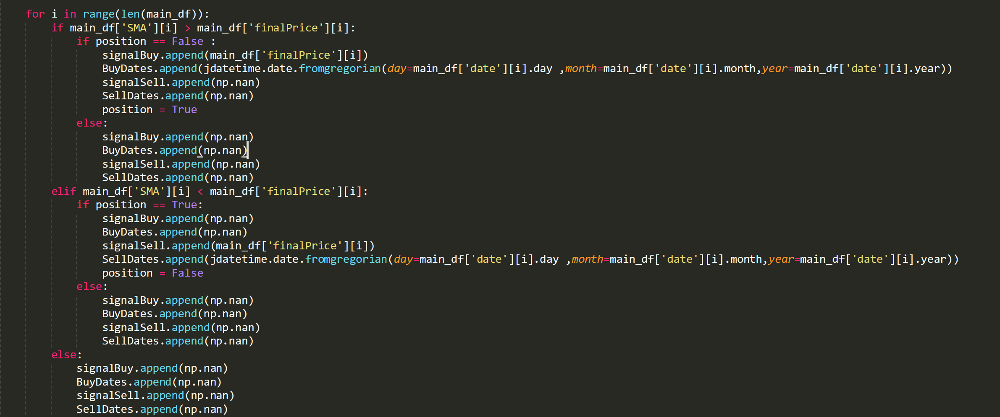 for i in range(len(main_df)):
    if main_df['SMA'][i] > main_df['finalPrice'][i]:
        if position == False :
            signalBuy.append(main_df['finalPrice'][i])
            BuyDates.append(jdatetime.date.fromgregorian(day=main_df['date'][i].day ,month=main_df['date'][i].month,year=main_df['date'][i].year))
            signalSell.append(np.nan)
            SellDates.append(np.nan)
            position = True
        else:
            signalBuy.append(np.nan)
            BuyDates.append(np.nan)
            signalSell.append(np.nan)
            SellDates.append(np.nan)
    elif main_df['SMA'][i] < main_df['finalPrice'][i]:
        if position == True:
            signalBuy.append(np.nan)
            BuyDates.append(np.nan)
            signalSell.append(main_df['finalPrice'][i])
            SellDates.append(jdatetime.date.fromgregorian(day=main_df['date'][i].day ,month=main_df['date'][i].month,year=main_df['date'][i].year))
            position = False
        else:
            signalBuy.append(np.nan)
            BuyDates.append(np.nan)
            signalSell.append(np.nan)
            SellDates.append(np.nan)
    else:
        signalBuy.append(np.nan)
        BuyDates.append(np.nan)
        signalSell.append(np.nan)
        SellDates.append(np.nan)